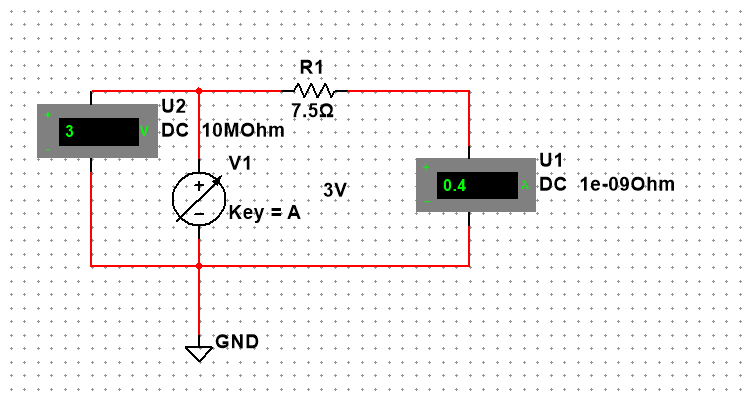 R1
7.5Ω
U2
3 V
DC 10MOhm
V1
3V
Key = A
U1
0.4 A
DC 1e-09Ohm
GND